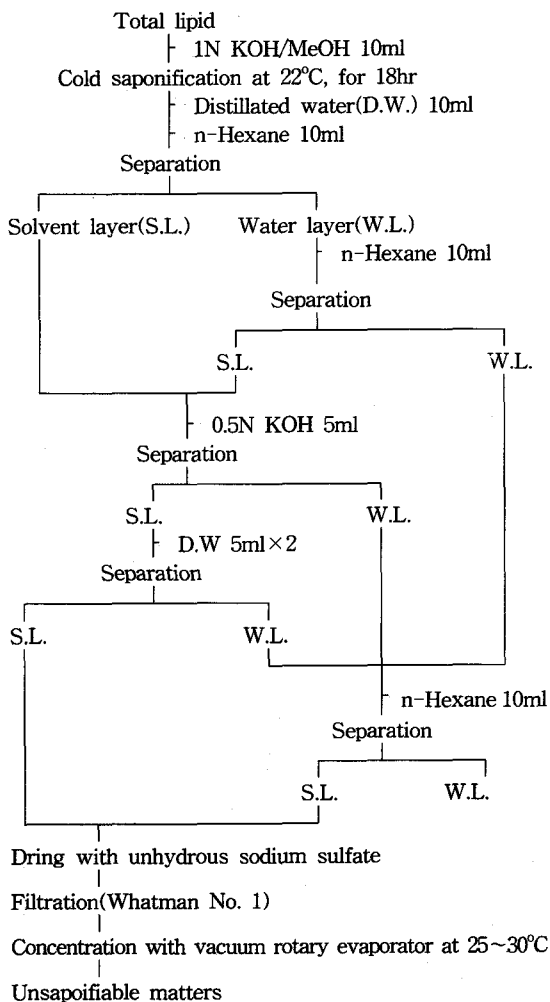 Total lipid
1N KOH/MeOH 10ml
Cold saponification at 22℃, for 18hr
Distillated water(D.W.) 10ml
n-Hexane 10ml
Separation
Solvent layer(S.L.) Water layer(W.L.)
n-Hexane 10ml
Separation
S.L. W.L.
0.5N KOH 5ml
Separation
S.L. W.L.
D.W 5ml×2
Separation
S.L. W.L.
n-Hexane 10ml
Separation
S.L. W.L.
Dring with unhydrous sodium sulfate
Filtration(Whatman No. 1)
Concentration with vacuum rotary evaporator at 25~30℃
Unsapoifiable matters